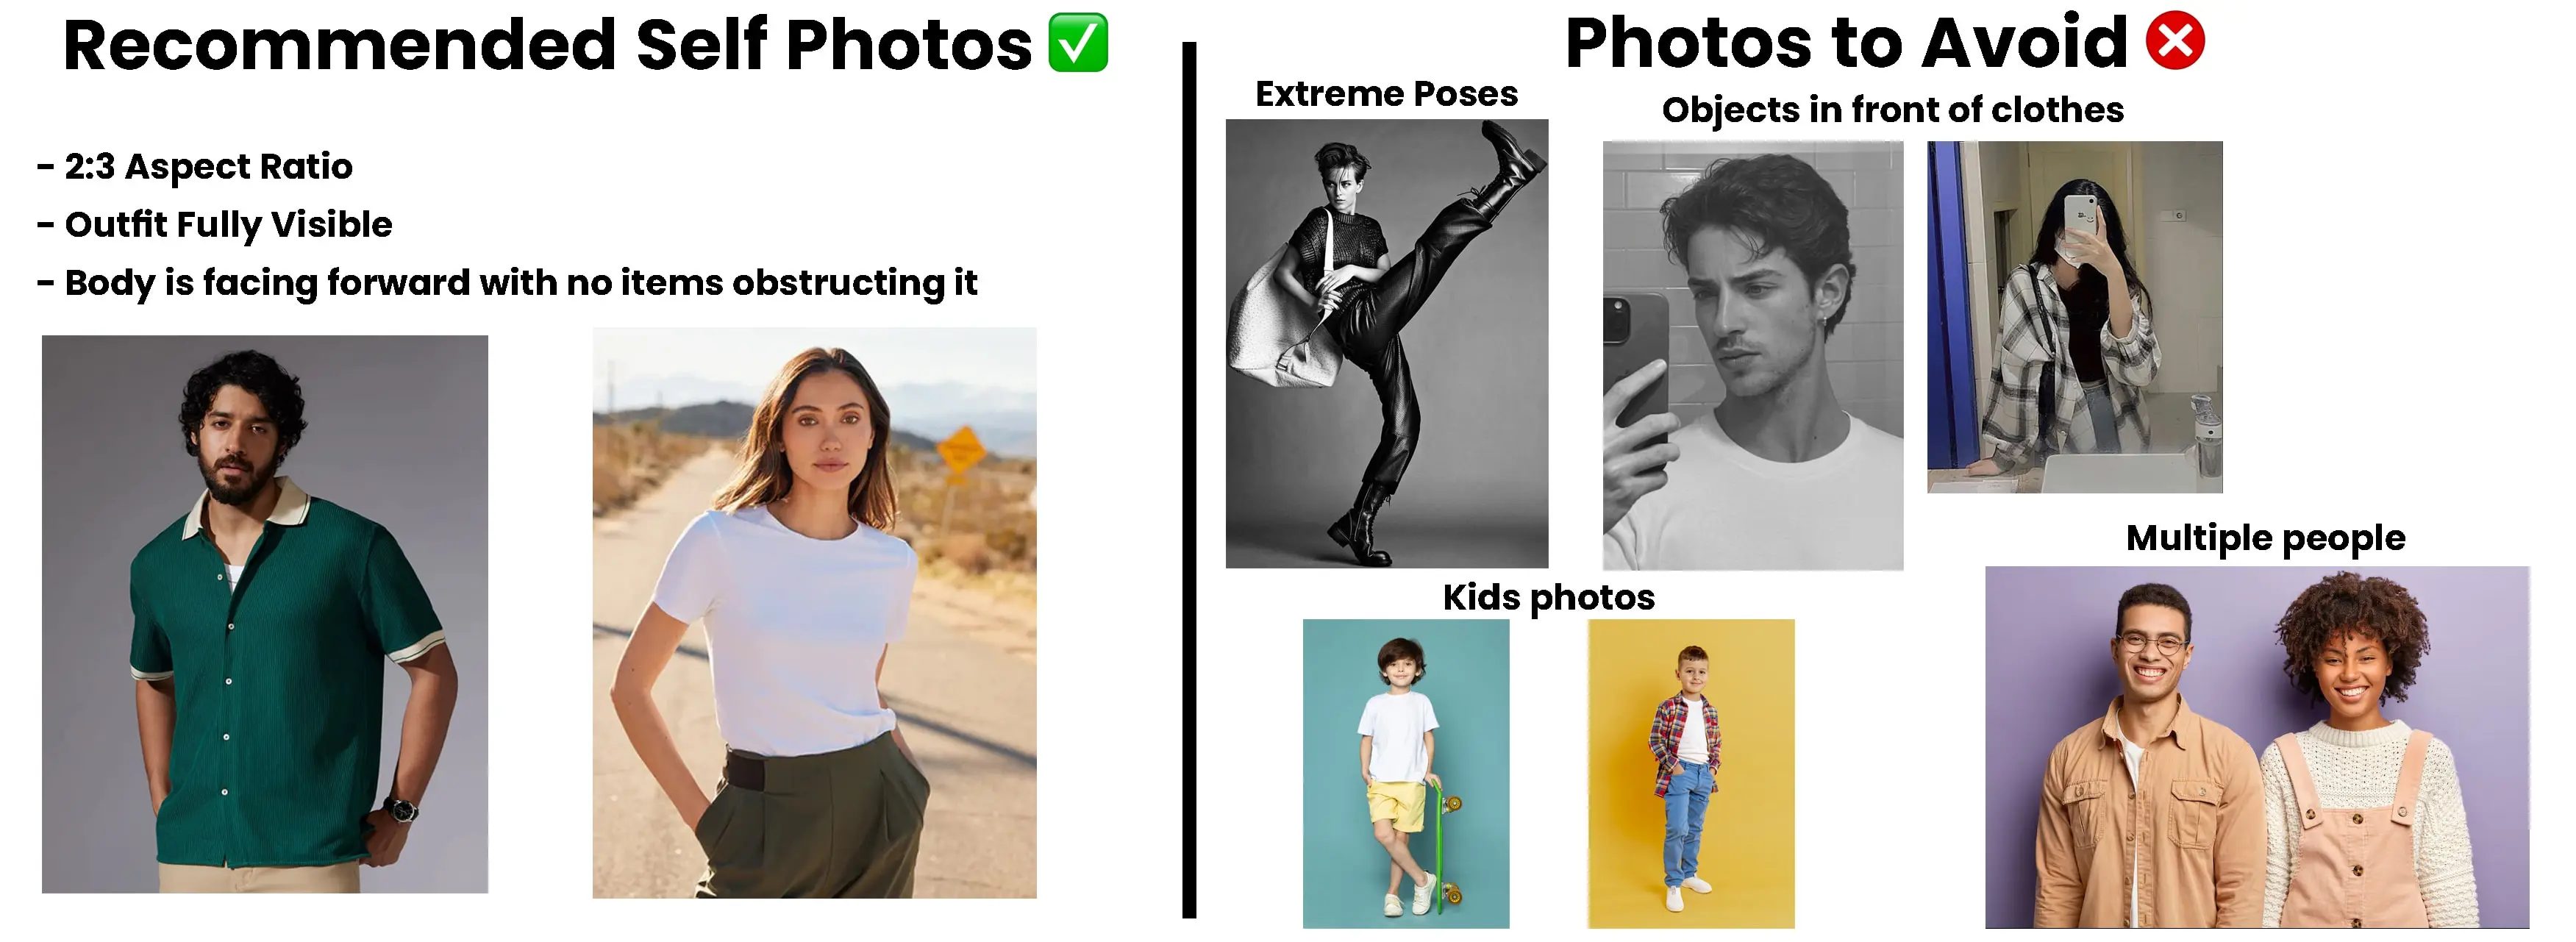 Recommended Self Photos ✅
- 2:3 Aspect Ratio
- Outfit Fully Visible
- Body is facing forward with no items obstructing it
Photos to Avoid ❌
Extreme Poses
Objects in front of clothes
Kids photos
Multiple people